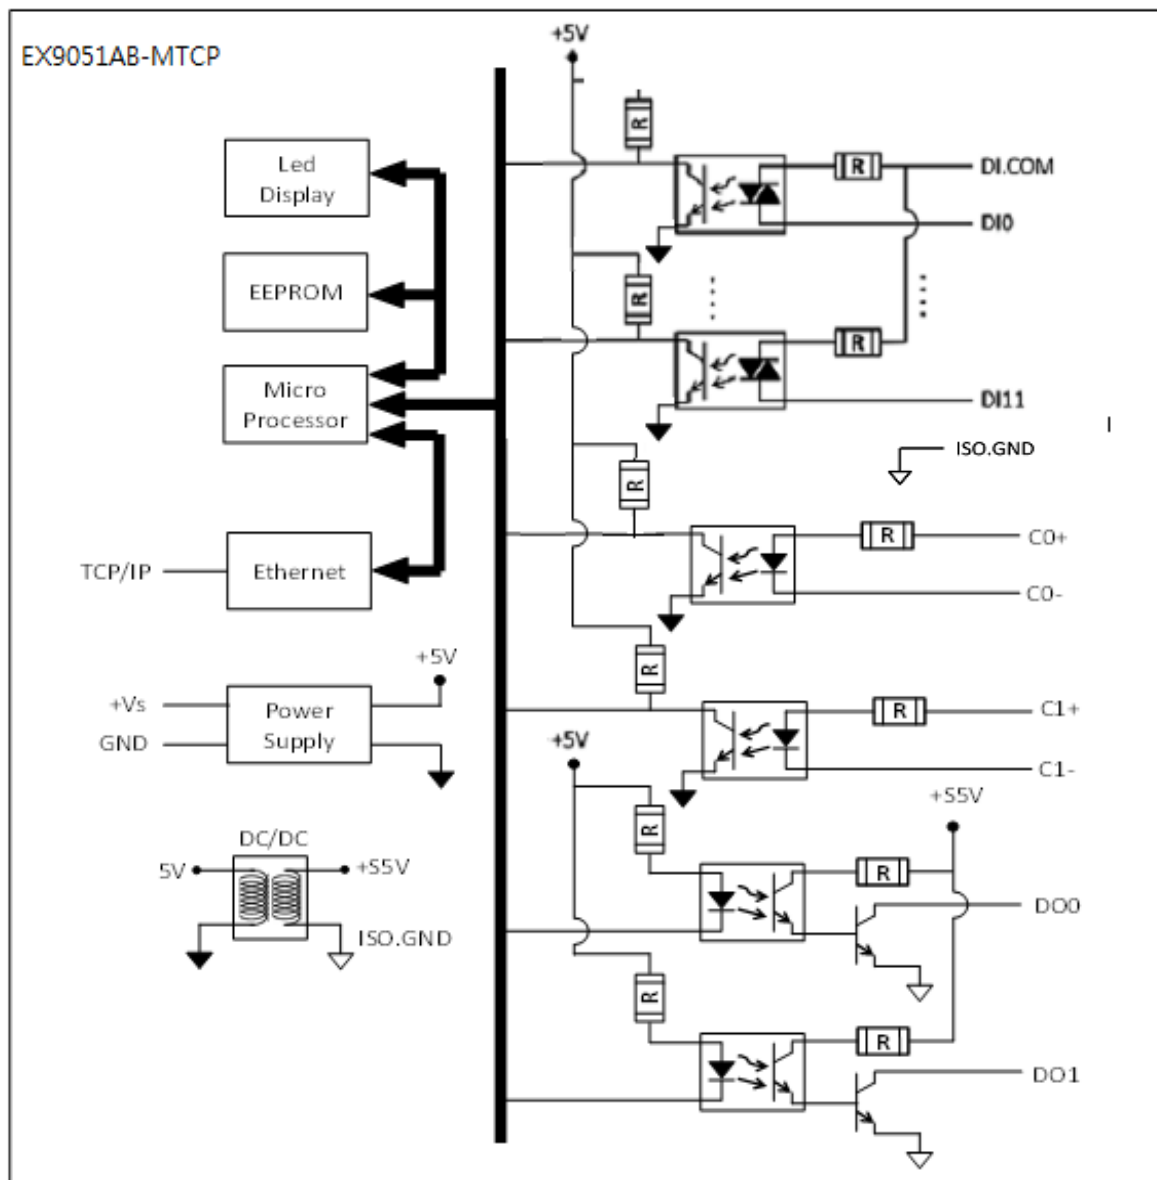 EX9051AB-MTCP
+5V
Led
Display
EEPROM
Micro
Processor
TCP/IP
Ethernet
+5V
+Vs
GND
Power
Supply
DC/DC
5V
+S5V
ISO.GND
R
R
DI.COM
DI0
R
R
DI11
ISO.GND
R
R
C0+
C0-
R
R
C1+
C1-
+5V
+S5V
R
R
DO0
R
R
DO1